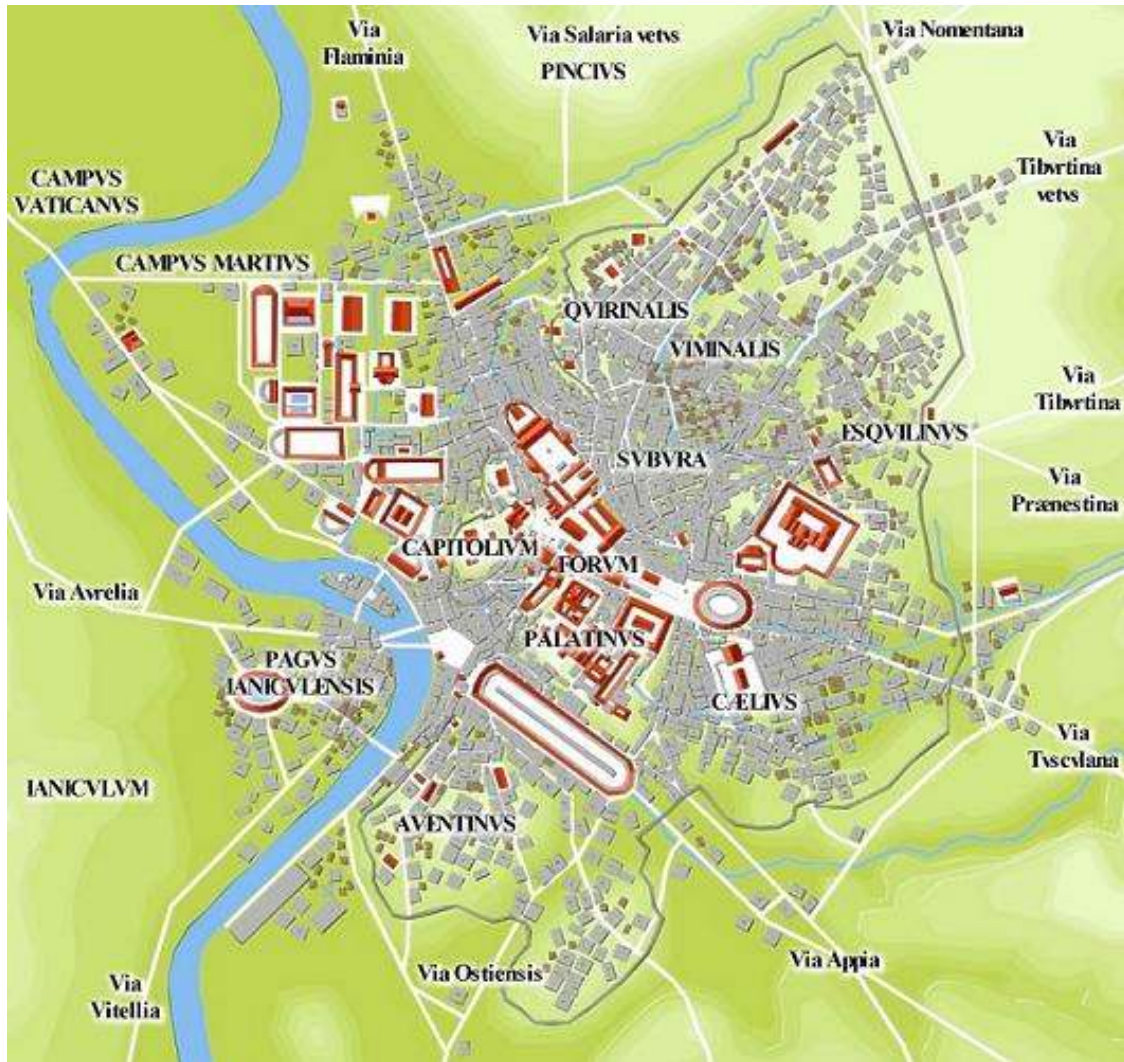 Via
Flaminia
Via Salaria vetvs
PINCIVS
Via Nomentana
Via
Tibvrtina
vetvs
CAMPVS
VATICANVS
CAMPVS MARTIVS
QVIRINALIS
VIMINALIS
Via
Tibvrtina
ESQVILINVS
SVBVRA
Via
Prænestina
CAPITOLIVM
FORVM
Via Avrelia
PALATINVS
PAGVS
IANICVLENSIS
CÆLIVS
Via
Tvscvlana
IANICVLVM
AVENTINVS
Via Ostiensis
Via Appia
Via
Vitellia